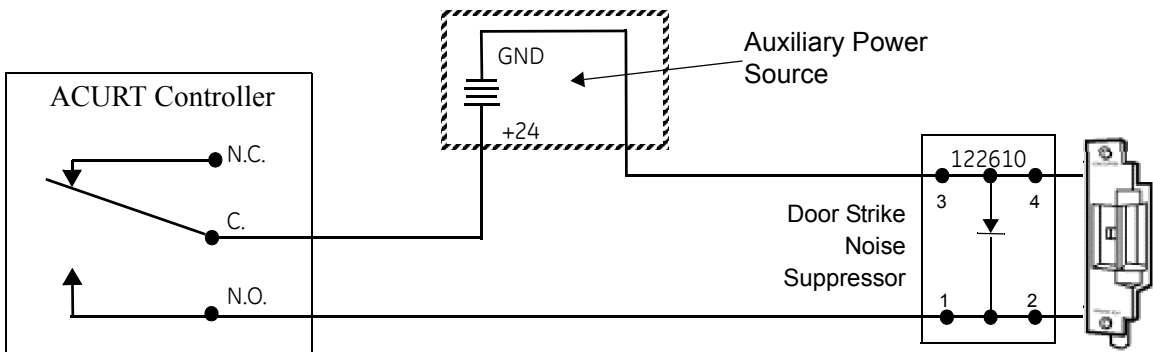 ACURT Controller
N.C.
C.
N.O.
GND
+24
Auxiliary Power
Source
122610
3
4
Door Strike
Noise
Suppressor
1
2